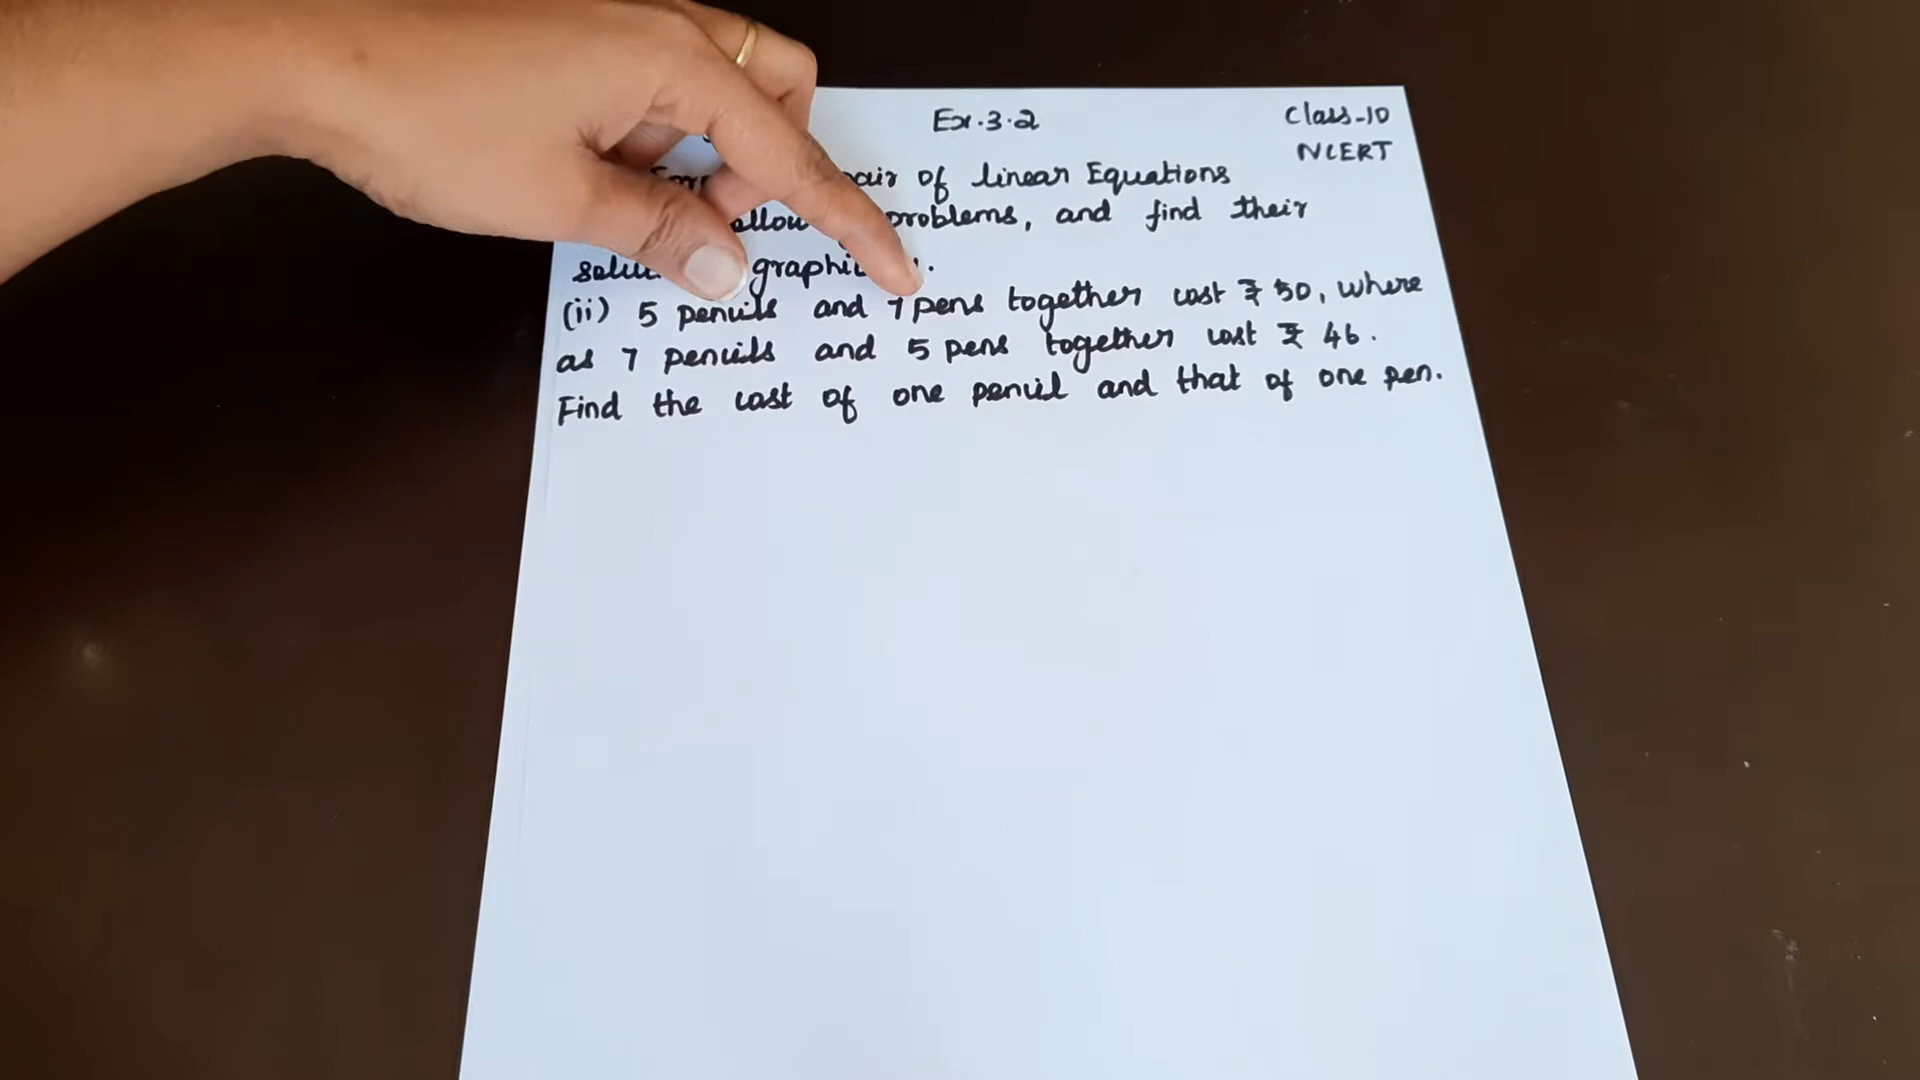 Ex.3.2
Class-10
NCERT
pair of linear Equations
problems, and find their
(ii) 5 pencils and 7 pens together cost ₹ 50, where
as 7 pencils and 5 pens together cost ₹ 46.
Find the cost of one pencil and that of one pen.